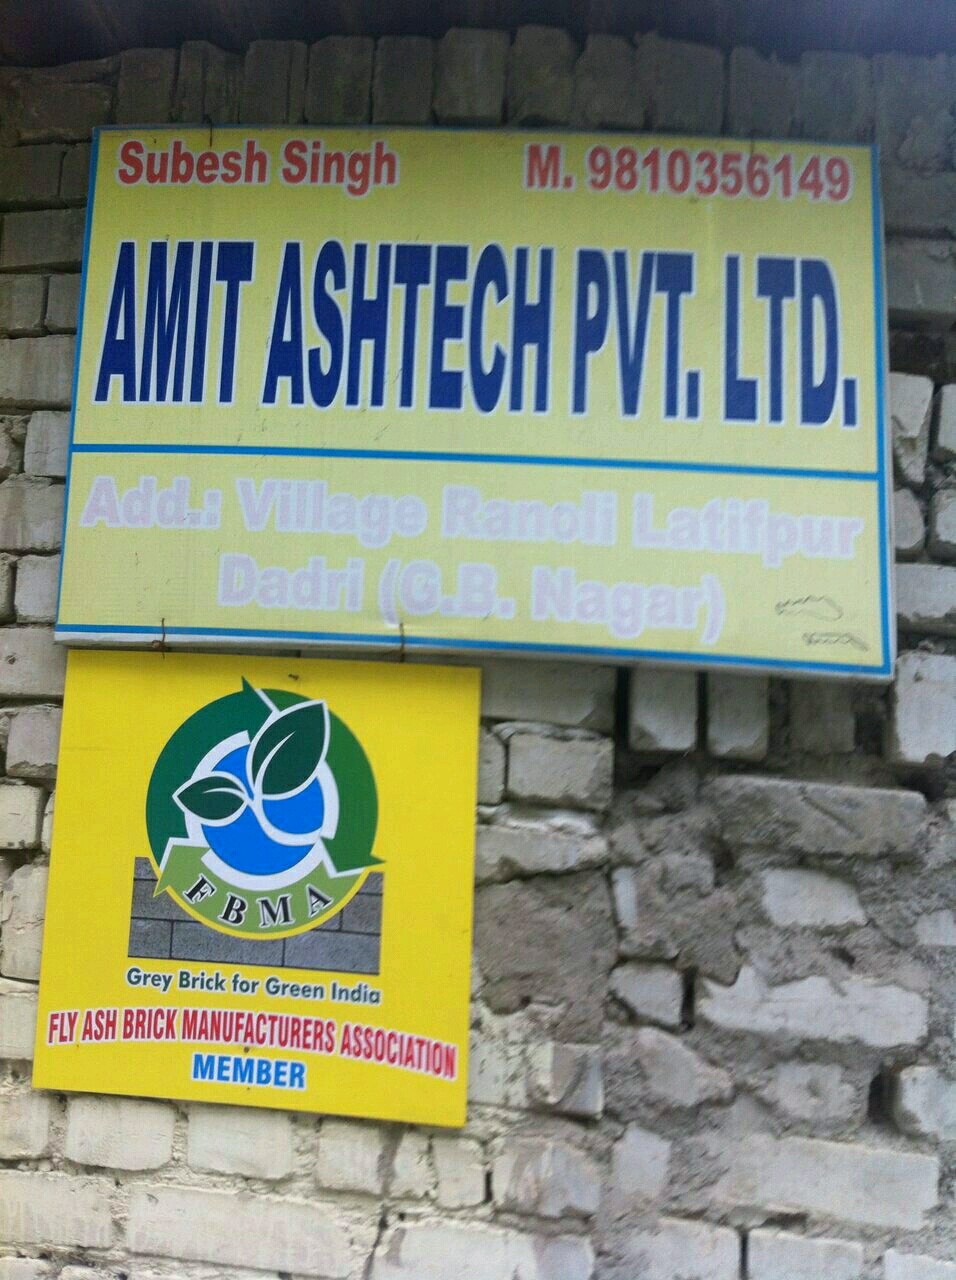 Subesh Singh M. 9810356149
AMIT ASHTECH PVT. LTD.
Add.: Village Ranoli Latifpur
Dadri (G.B. Nagar)
FBMA
Grey Brick for Green India
FLY ASH BRICK MANUFACTURERS ASSOCIATION
MEMBER